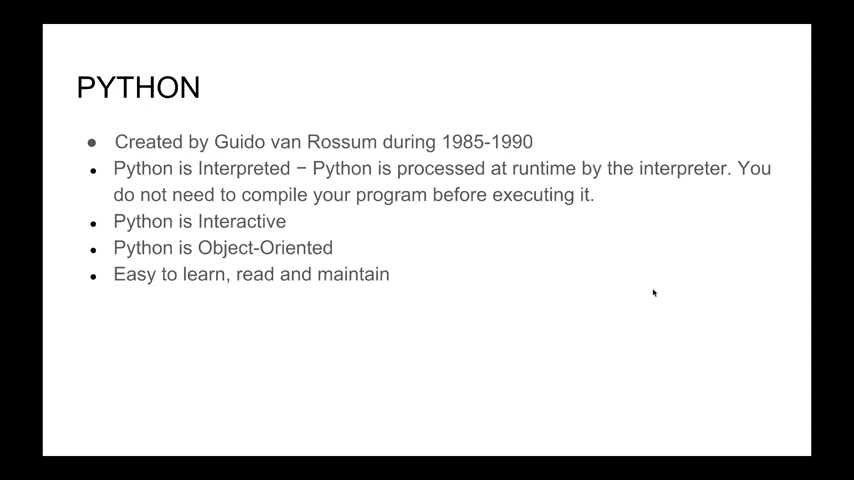 PYTHON
● Created by Guido van Rossum during 1985-1990
● Python is Interpreted − Python is processed at runtime by the interpreter. You
do not need to compile your program before executing it.
● Python is Interactive
● Python is Object-Oriented
● Easy to learn, read and maintain